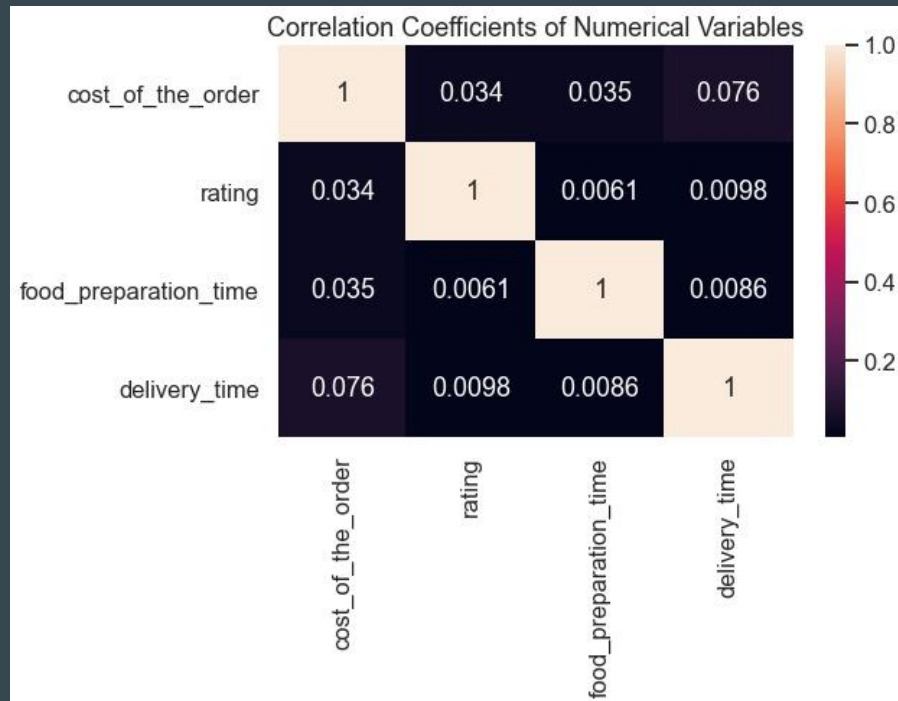 Correlation Coefficients of Numerical Variables
cost_of_the_order 1 0.034 0.035 0.076
rating 0.034 1 0.0061 0.0098
food_preparation_time 0.035 0.0061 1 0.0086
delivery_time 0.076 0.0098 0.0086 1
cost_of_the_order
rating
food_preparation_time
delivery_time
1.0
0.8
0.6
0.4
0.2